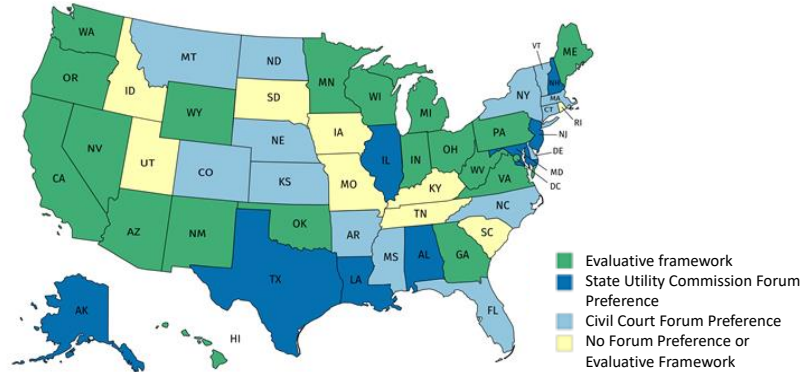 WA
ME
VT
MT
ND
OR
MN
NH
ID
SD
WI
NY
MA
WY
MI
CT
RI
IA
PA
NE
NJ
NV
OH
IL
IN
DE
UT
CO
WV
MD
CA
VA
DC
KS
MO
KY
NC
TN
AZ
OK
NM
AR
SC
MS
AL
GA
TX
LA
FL
AK
HI
Evaluative framework
State Utility Commission Forum
Preference
Civil Court Forum Preference
No Forum Preference or
Evaluative Framework